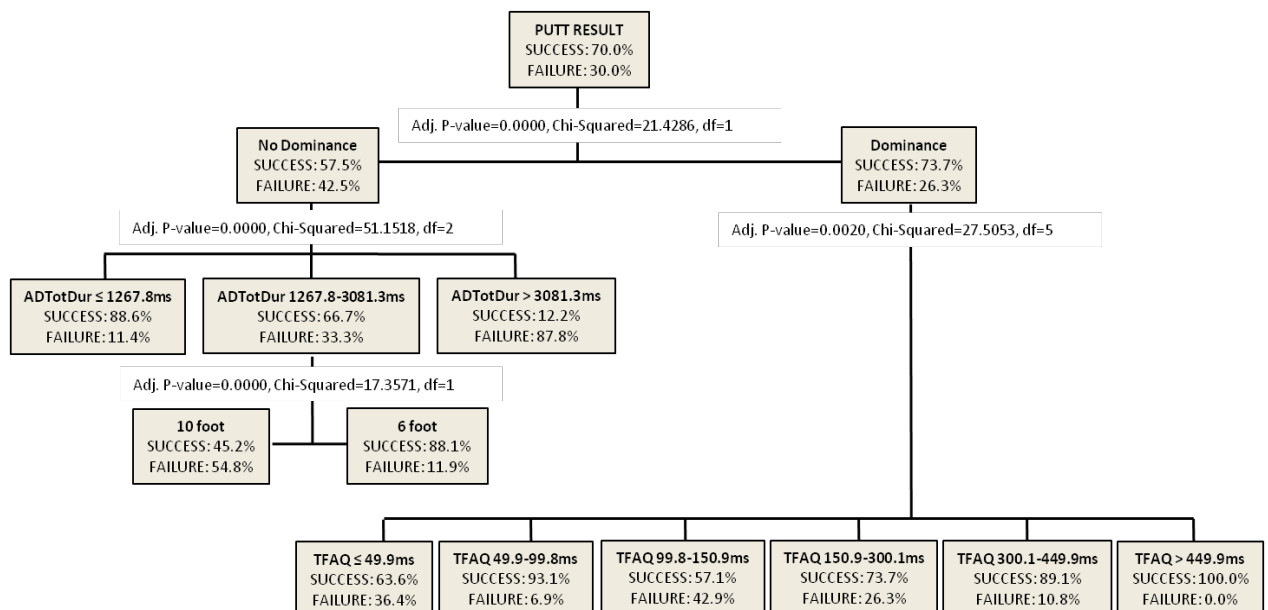 PUTT RESULT
SUCCESS: 70.0%
FAILURE: 30.0%
Adj. P-value=0.0000, Chi-Squared=21.4286, df=1
No Dominance
SUCCESS: 57.5%
FAILURE: 42.5%
Dominance
SUCCESS: 73.7%
FAILURE: 26.3%
Adj. P-value=0.0000, Chi-Squared=51.1518, df=2
Adj. P-value=0.0020, Chi-Squared=27.5053, df=5
ADTotDur ≤ 1267.8ms
SUCCESS: 88.6%
FAILURE: 11.4%
ADTotDur 1267.8-3081.3ms
SUCCESS: 66.7%
FAILURE: 33.3%
ADTotDur > 3081.3ms
SUCCESS: 12.2%
FAILURE: 87.8%
Adj. P-value=0.0000, Chi-Squared=17.3571, df=1
10 foot
SUCCESS: 45.2%
FAILURE: 54.8%
6 foot
SUCCESS: 88.1%
FAILURE: 11.9%
TFAQ ≤ 49.9ms
SUCCESS: 63.6%
FAILURE: 36.4%
TFAQ 49.9-99.8ms
SUCCESS: 93.1%
FAILURE: 6.9%
TFAQ 99.8-150.9ms
SUCCESS: 57.1%
FAILURE: 42.9%
TFAQ 150.9-300.1ms
SUCCESS: 73.7%
FAILURE: 26.3%
TFAQ 300.1-449.9ms
SUCCESS: 89.1%
FAILURE: 10.8%
TFAQ > 449.9ms
SUCCESS: 100.0%
FAILURE: 0.0%